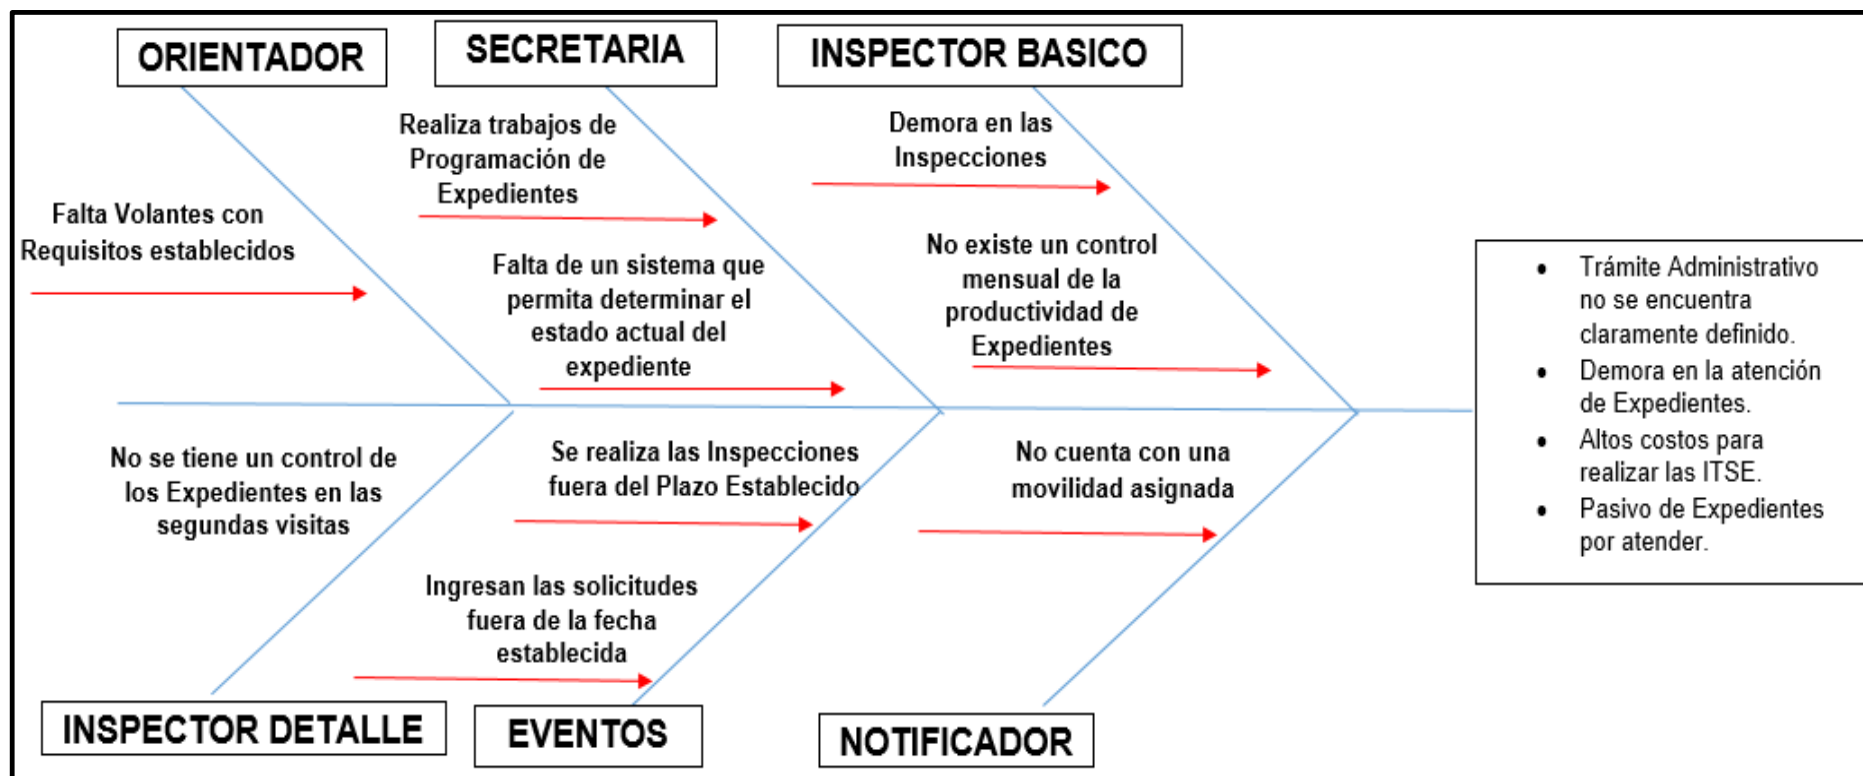 ORIENTADOR
SECRETARIA
INSPECTOR BASICO
Falta Volantes con
Requisitos establecidos
Realiza trabajos de
Programación de
Expedientes
Falta de un sistema que
permita determinar el
estado actual del
expediente
Demora en las
Inspecciones
No existe un control
mensual de la
productividad de
Expedientes
No se tiene un control de
los Expedientes en las
segundas visitas
Se realiza las Inspecciones
fuera del Plazo Establecido
Ingresan las solicitudes
fuera de la fecha
establecida
No cuenta con una
movilidad asignada
INSPECTOR DETALLE
EVENTOS
NOTIFICADOR
• Trámite Administrativo
no se encuentra
claramente definido.
• Demora en la atención
de Expedientes.
• Altos costos para
realizar las ITSE.
• Pasivo de Expedientes
por atender.